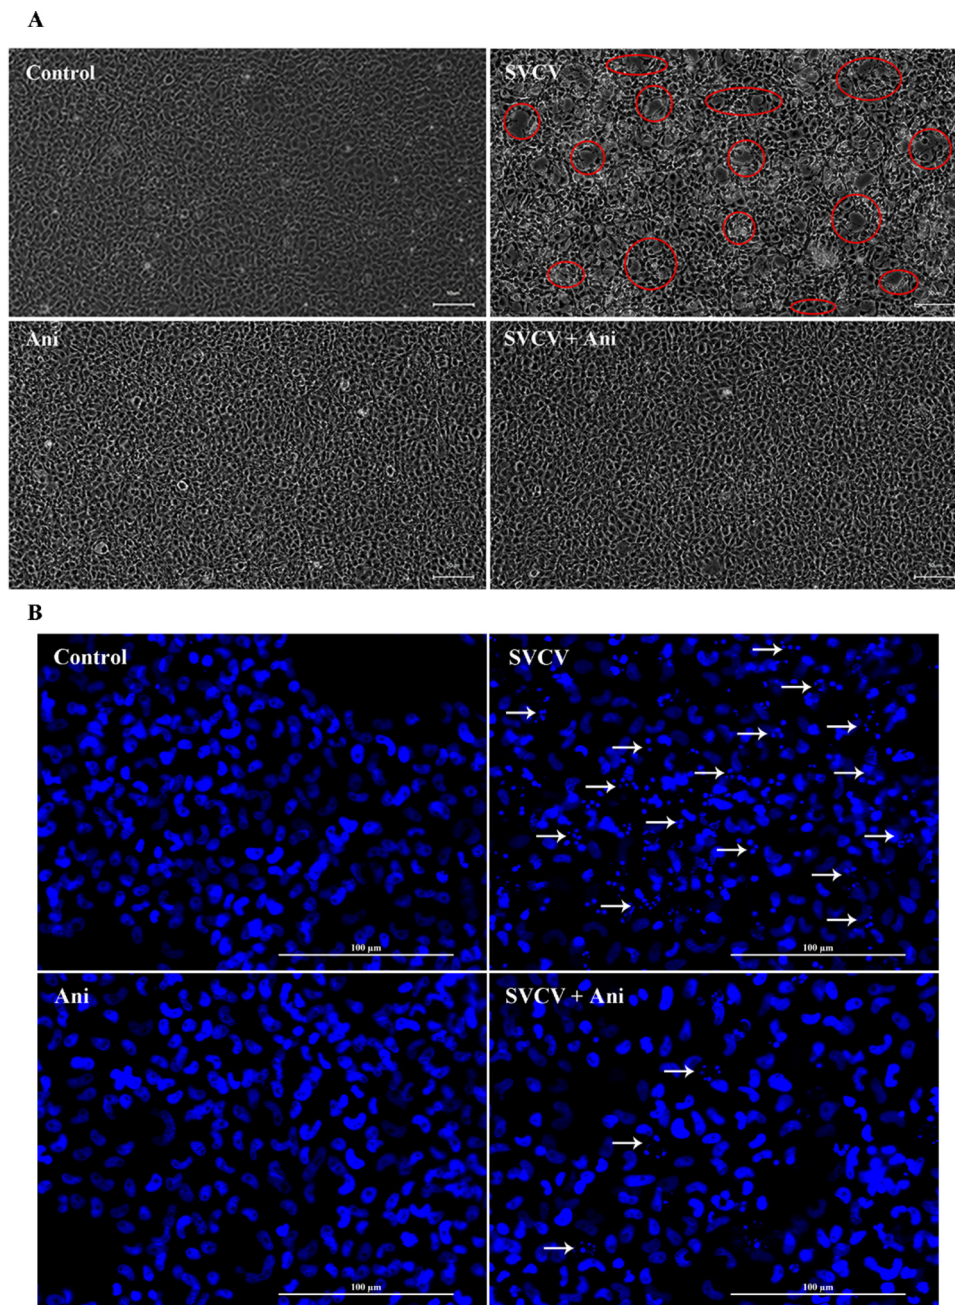 A
Control
SVCV
Ani
SVCV + Ani
B
Control
SVCV
100 µm
100 µm
Ani
SVCV + Ani
100 µm
100 µm